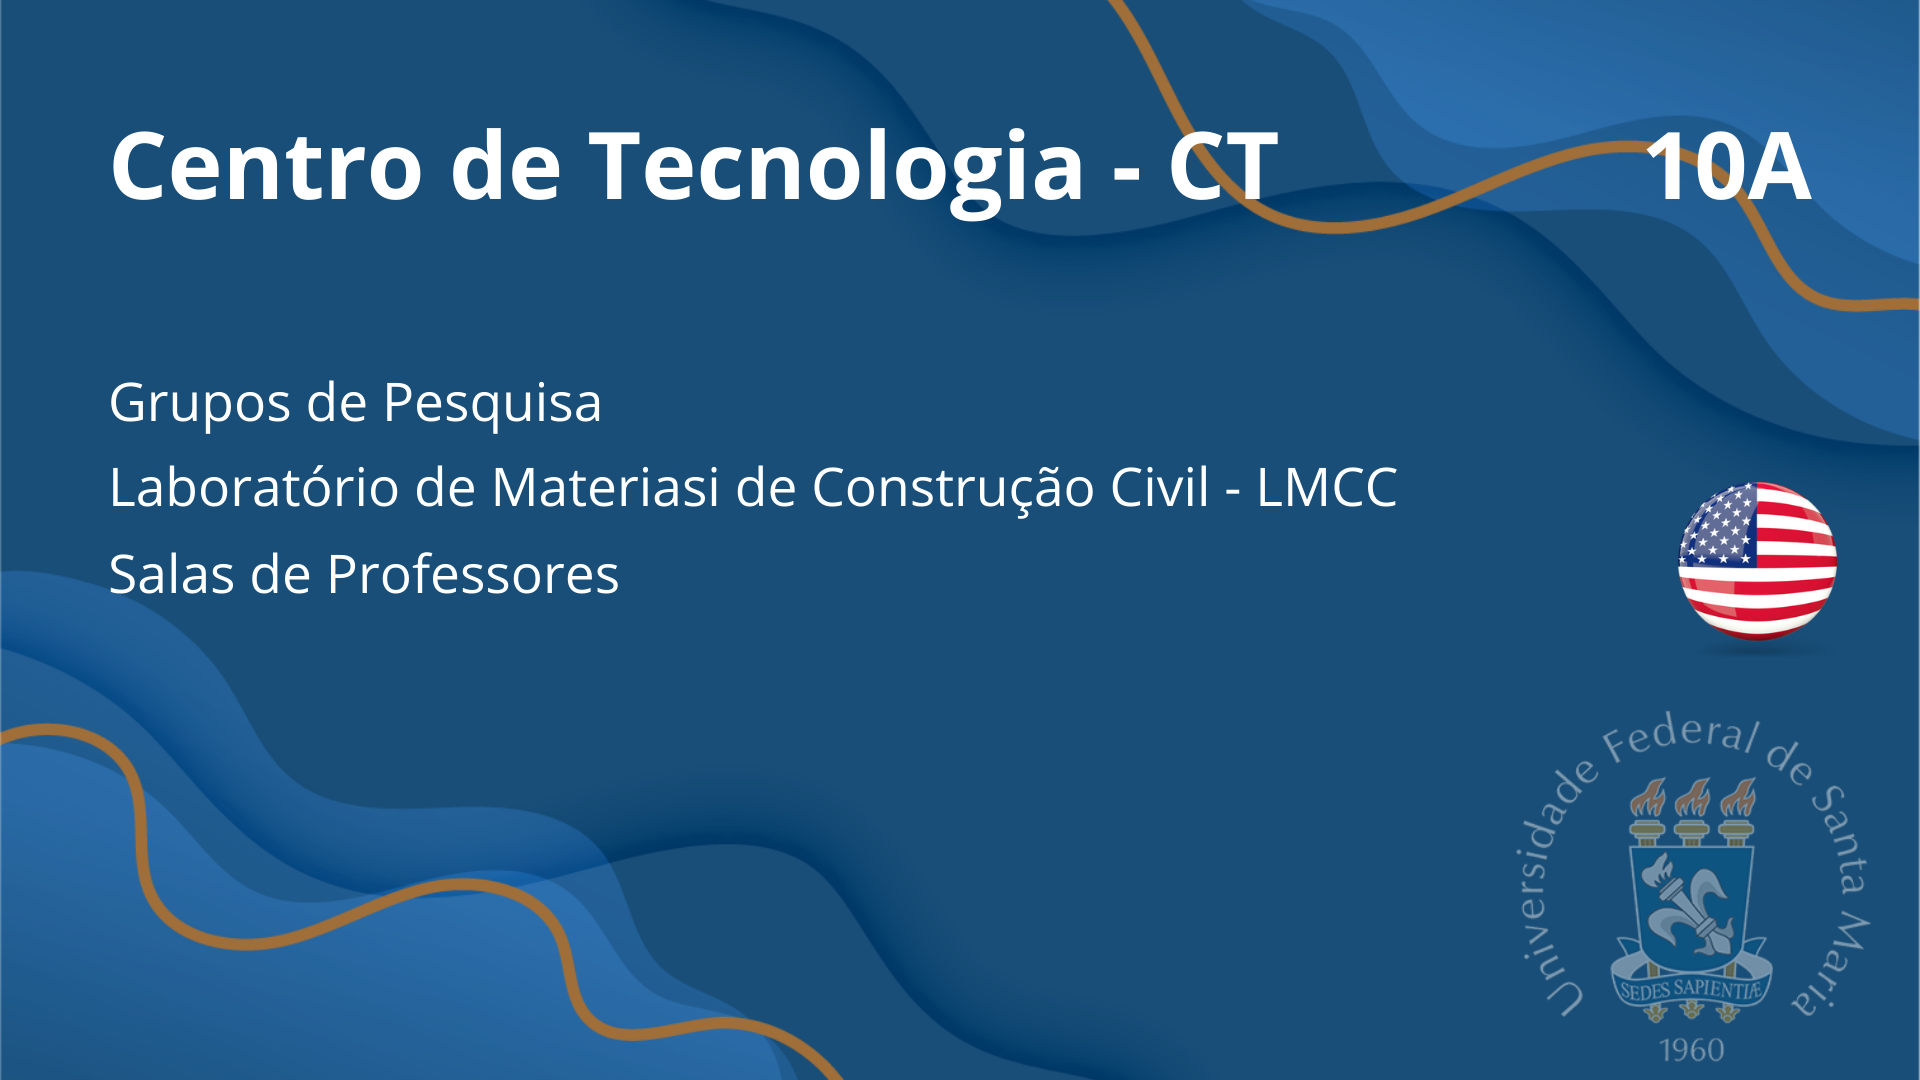 Centro de Tecnologia - CT 10A
Grupos de Pesquisa
Laboratório de Materiasi de Construção Civil - LMCC
Salas de Professores
Universidade Federal de Santa Maria
SEDES SAPIENTIÆ
1960